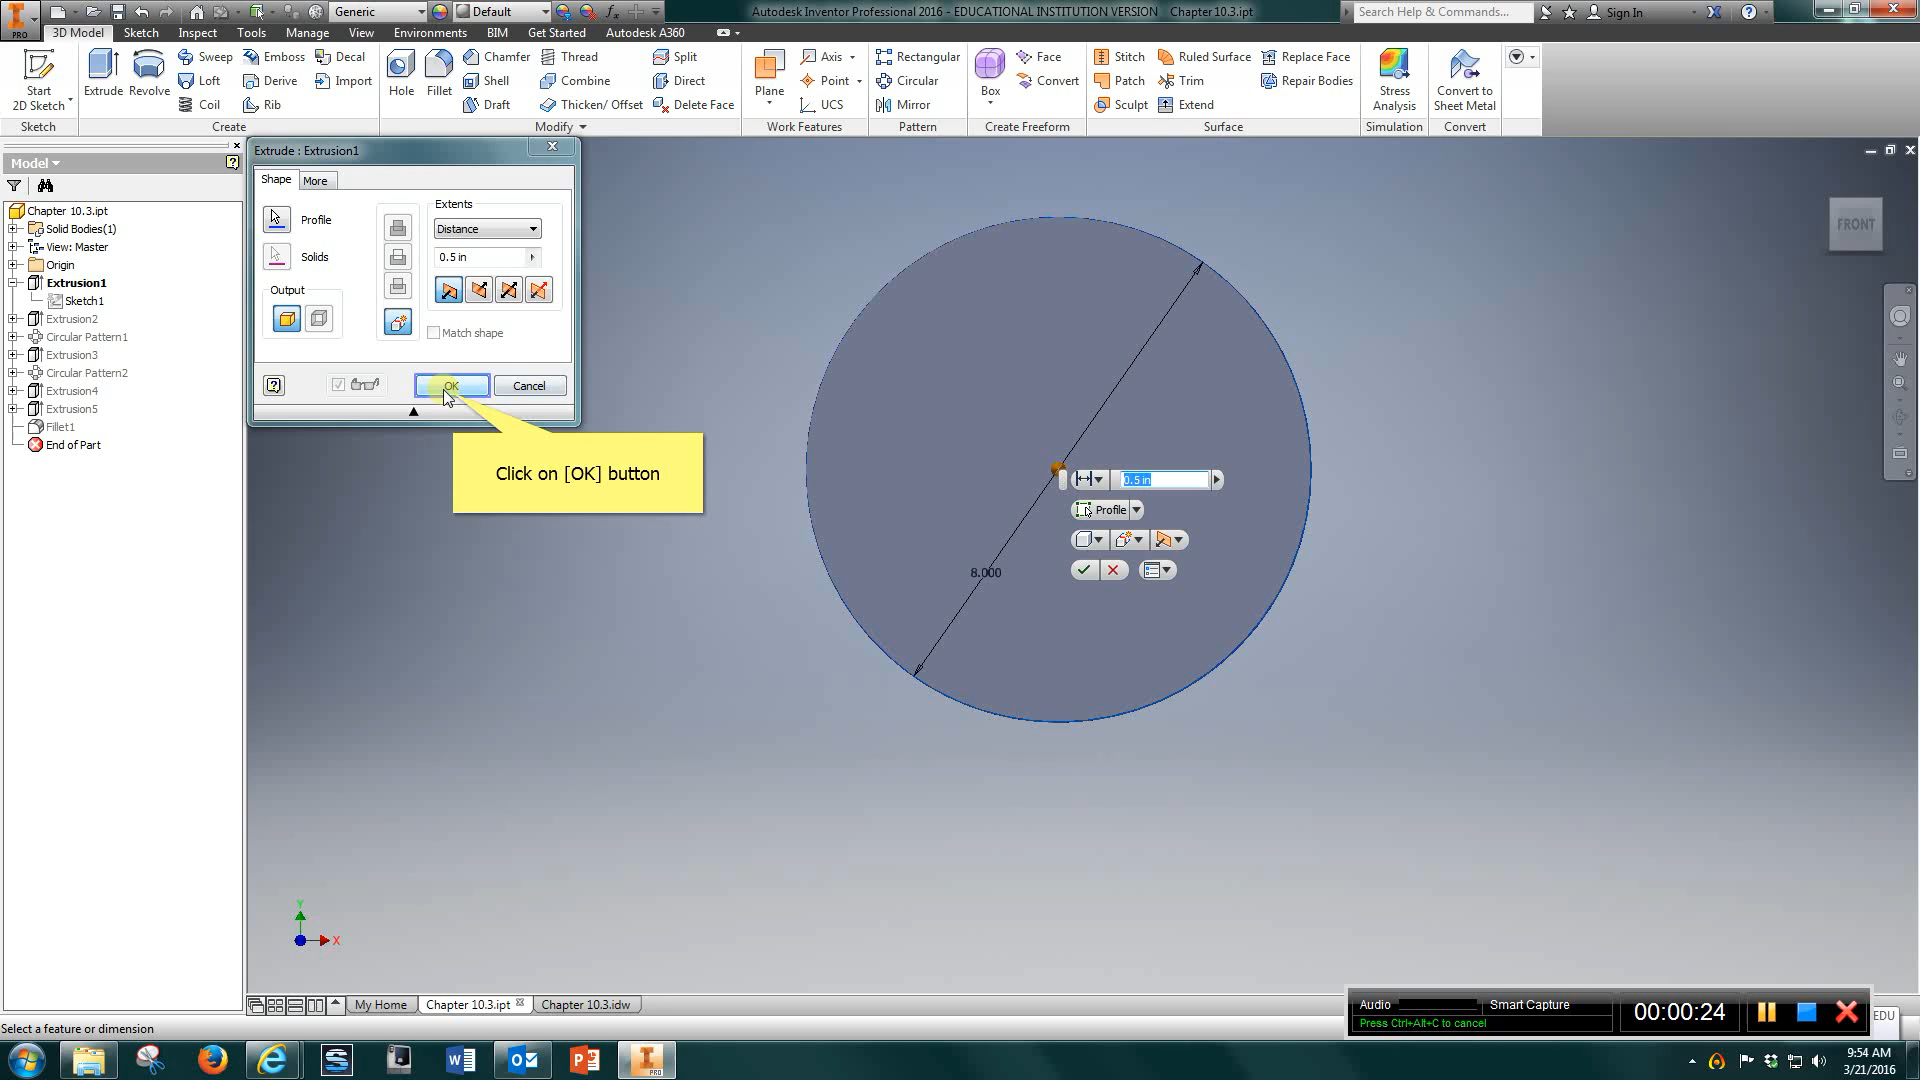 I PRO
Generic
Default
fx
Autodesk Inventor Professional 2016 - EDUCATIONAL INSTITUTION VERSION Chapter 10.3.ipt
Search Help & Commands...
Sign In
3D Model Sketch Inspect Tools Manage View Environments BIM Get Started Autodesk A360
Start 2D Sketch
Extrude
Revolve
Sweep
Loft
Coil
Emboss
Derive
Rib
Decal
Import
Hole
Fillet
Chamfer
Shell
Draft
Thread
Combine
Thicken/ Offset
Split
Direct
Delete Face
Plane
Axis
Point
UCS
Rectangular
Circular
Mirror
Box
Face
Convert
Stitch
Patch
Sculpt
Ruled Surface
Trim
Extend
Replace Face
Repair Bodies
Stress Analysis
Convert to Sheet Metal
Sketch Create Modify Work Features Pattern Create Freeform Surface Simulation Convert
Model
Chapter 10.3.ipt
Solid Bodies(1)
View: Master
Origin
Extrusion1
Sketch1
Extrusion2
Circular Pattern1
Extrusion3
Circular Pattern2
Extrusion4
Extrusion5
Fillet1
End of Part
Extrude : Extrusion1
Shape More
Profile
Solids
Output
Extents
Distance
0.5 in
Match shape
OK Cancel
Click on [OK] button
0.5 in
Profile
8.000
FRONT
Y
X
My Home Chapter 10.3.ipt Chapter 10.3.idw
Select a feature or dimension
Audio Smart Capture
Press Ctrl+Alt+C to cancel
00:00:24
EDU
9:54 AM
3/21/2016